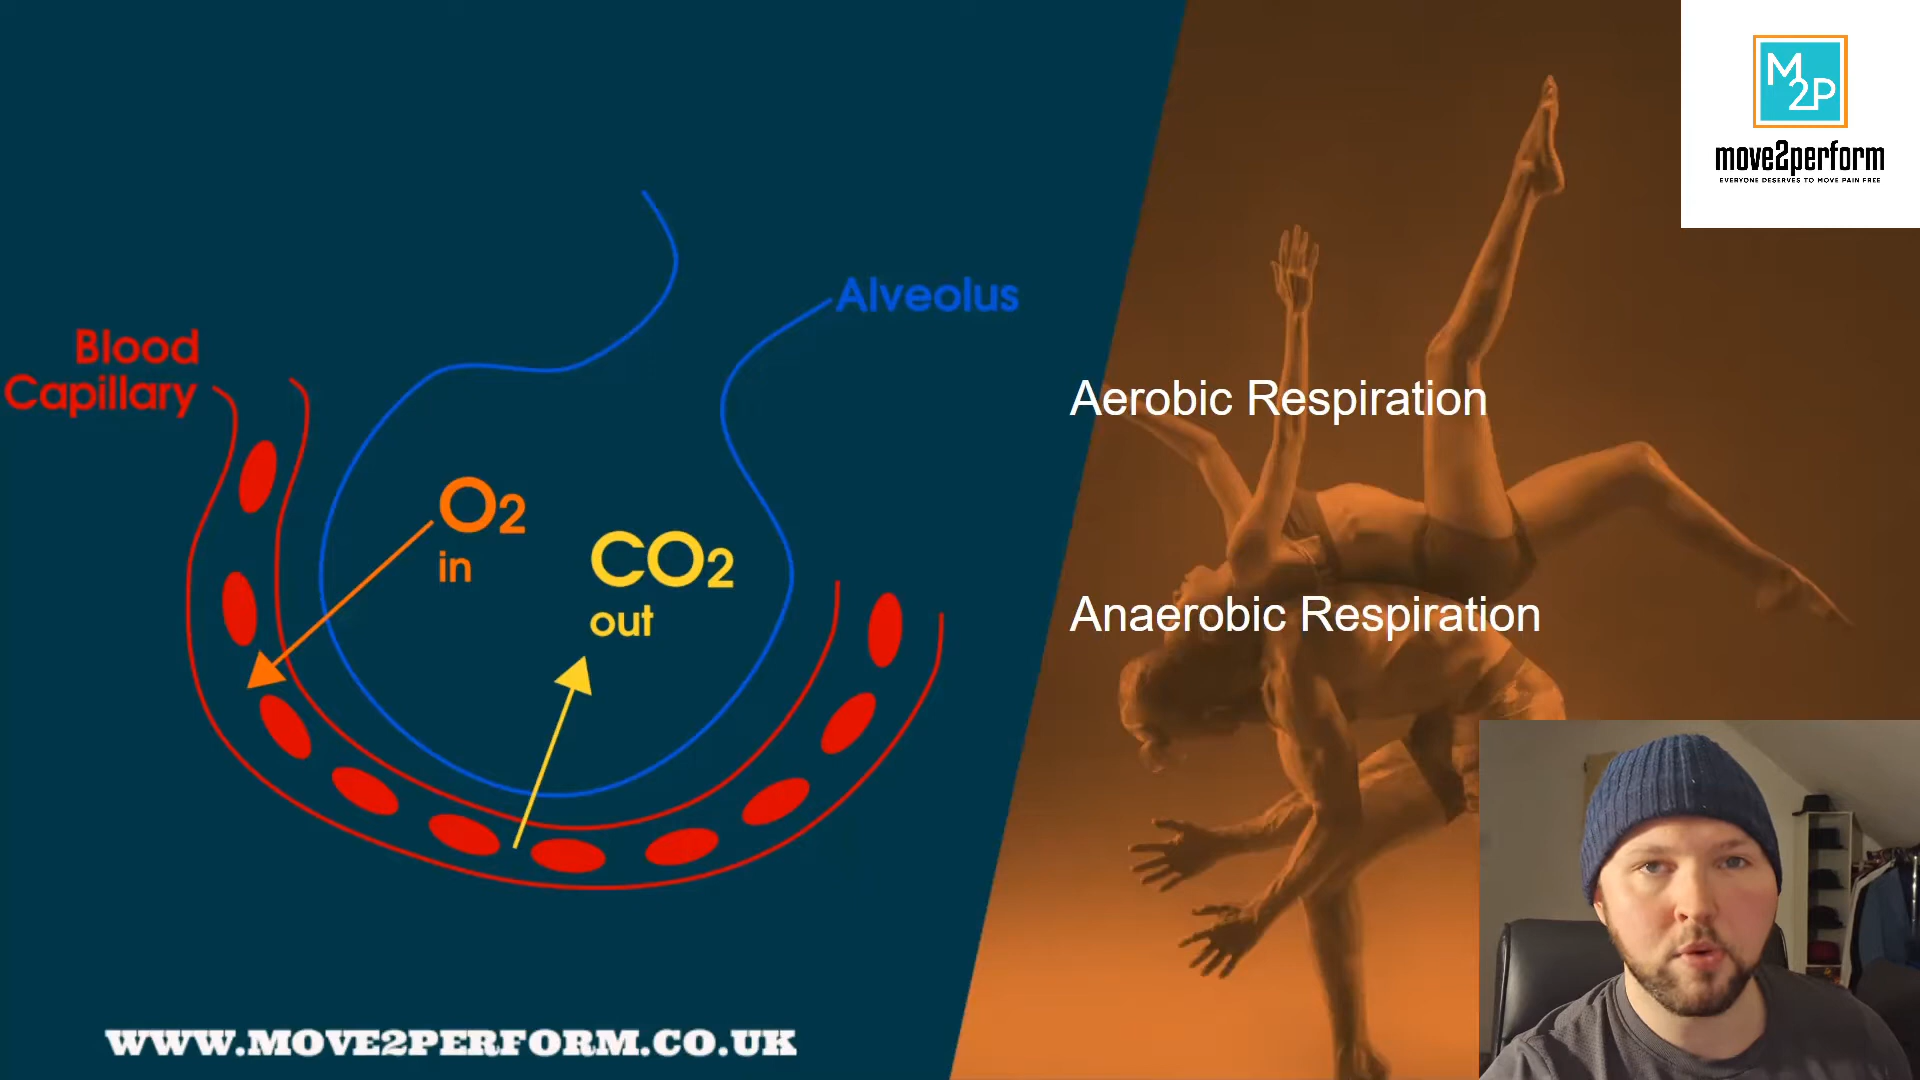 M2P
move2perform
EVERYONE DESERVES TO MOVE PAIN FREE
Alveolus
Blood
Capillary
O2
in
CO2
out
Aerobic Respiration
Anaerobic Respiration
WWW.MOVE2PERFORM.CO.UK